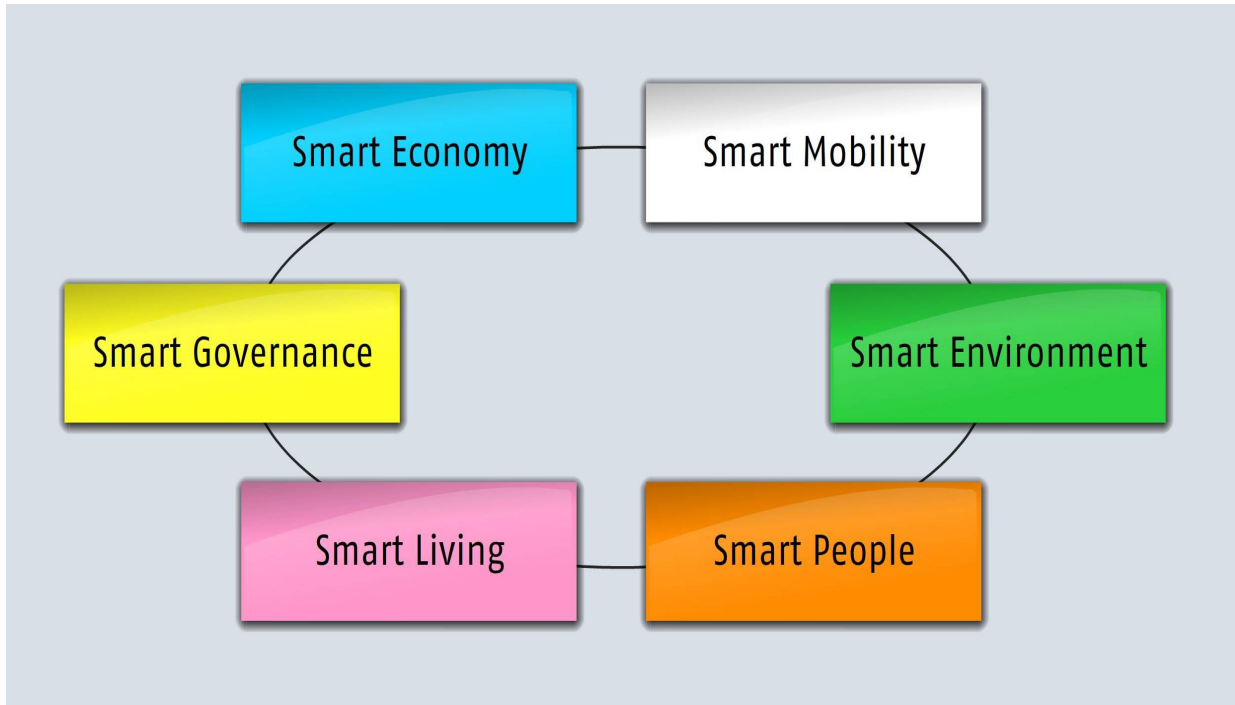 Smart Economy
Smart Mobility
Smart Governance
Smart Environment
Smart Living
Smart People